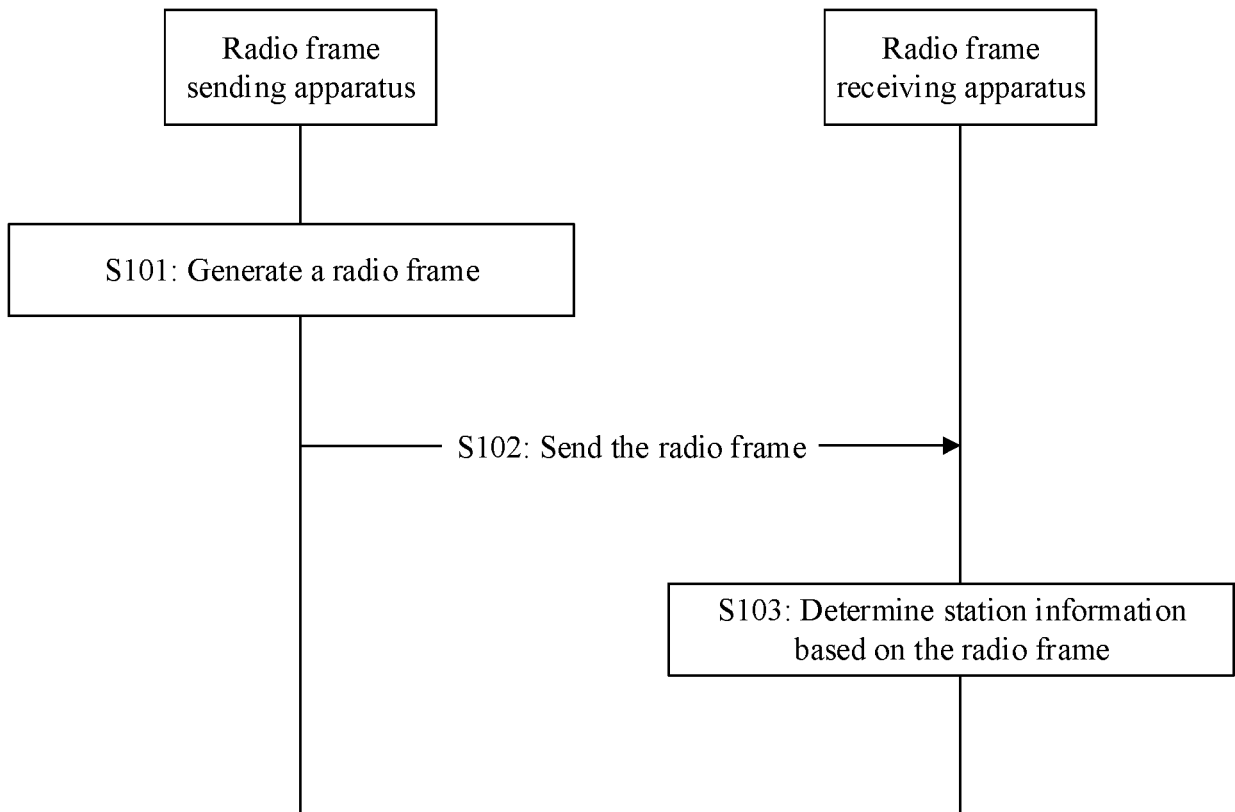 Radio frame
sending apparatus
Radio frame
receiving apparatus
S101: Generate a radio frame
S102: Send the radio frame
S103: Determine station information
based on the radio frame